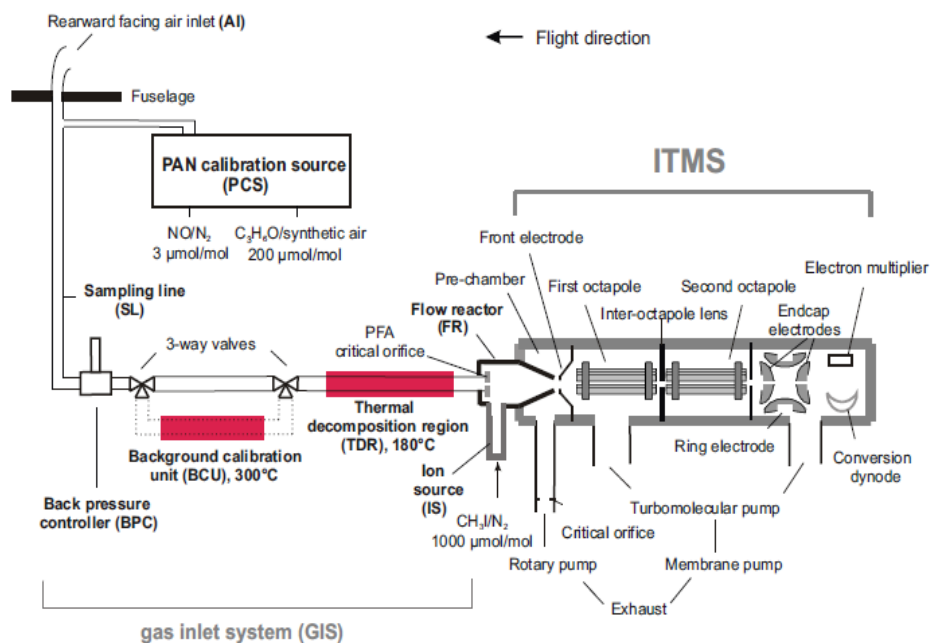 Rearward facing air inlet (AI)
Flight direction
Fuselage
PAN calibration source
(PCS)
NO/N₂
3 µmol/mol
C₃H₆O/synthetic air
200 µmol/mol
ITMS
Front electrode
Pre-chamber
First octapole
Second octapole
Electron multiplier
Inter-octapole lens
Endcap
electrodes
Sampling line
(SL)
Flow reactor
(FR)
3-way valves
PFA
critical orifice
Thermal
decomposition region
(TDR), 180°C
Background calibration
unit (BCU), 300°C
Ring electrode
Conversion
dynode
Back pressure
controller (BPC)
Ion
source
(IS)
CH₃I/N₂
1000 µmol/mol
Turbomolecular pump
Critical orifice
Rotary pump
Membrane pump
Exhaust
gas inlet system (GIS)